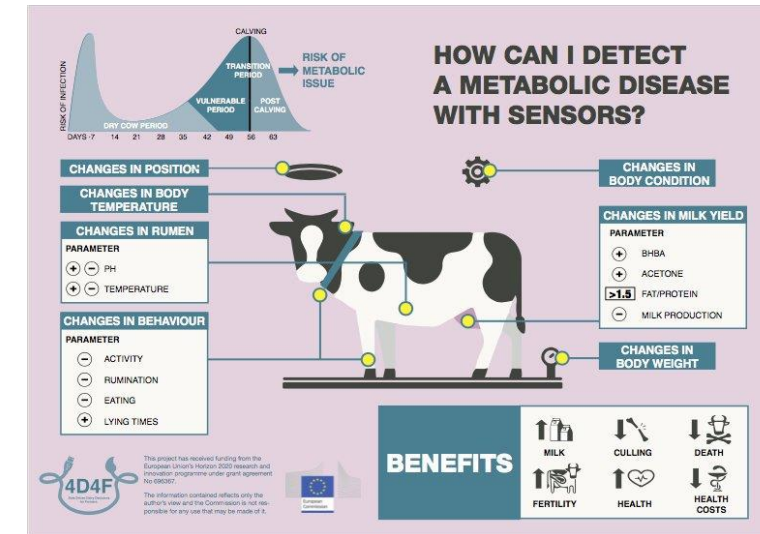 CALVING
RISK OF INFECTION
TRANSITION
PERIOD
RISK OF
METABOLIC
ISSUE
VULNERABLE
PERIOD
POST
CALVING
DRY COW PERIOD
DAYS -7 14 21 28 35 42 49 56 63
HOW CAN I DETECT
A METABOLIC DISEASE
WITH SENSORS?
CHANGES IN POSITION
CHANGES IN BODY
TEMPERATURE
CHANGES IN RUMEN
PARAMETER
+ - PH
+ - TEMPERATURE
CHANGES IN BEHAVIOUR
PARAMETER
- ACTIVITY
- RUMINATION
- EATING
+ LYING TIMES
CHANGES IN
BODY CONDITION
CHANGES IN MILK YIELD
PARAMETER
+ BHBA
+ ACETONE
>1.5 FAT/PROTEIN
- MILK PRODUCTION
CHANGES IN
BODY WEIGHT
BENEFITS
MILK
CULLING
DEATH
FERTILITY
HEALTH
HEALTH
COSTS
4D4F
This project has received funding from the
European Union's Horizon 2020 research and
innovation programme under grant agreement
No 696367.
The information contained reflects only the
author's view and the Commission is not res-
ponsible for any use that may be made of it.
European
Commission